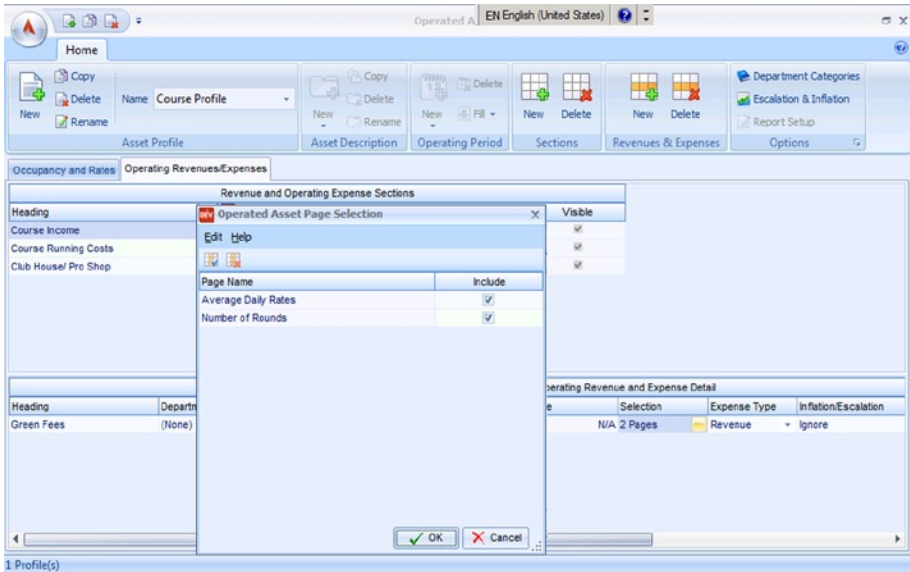 Operated A
EN English (United States)
Home
New
Copy
Delete
Rename
Name Course Profile
New
Copy
Delete
Rename
New
Delete
Fill
New
Delete
New
Delete
Department Categories
Escalation & Inflation
Report Setup
Asset Profile
Asset Description
Operating Period
Sections
Revenues & Expenses
Options
Occupancy and Rates
Operating Revenues/Expenses
Revenue and Operating Expense Sections
Heading
Visible
Course Income
Course Running Costs
Club House/ Pro Shop
DEV Operated Asset Page Selection
Edit Help
Page Name Include
Average Daily Rates
Number of Rounds
OK
Cancel
perating Revenue and Expense Detail
Heading Departm e Selection Expense Type Inflation/Escalation
Green Fees (None) N/A 2 Pages Revenue Ignore
1 Profile(s)